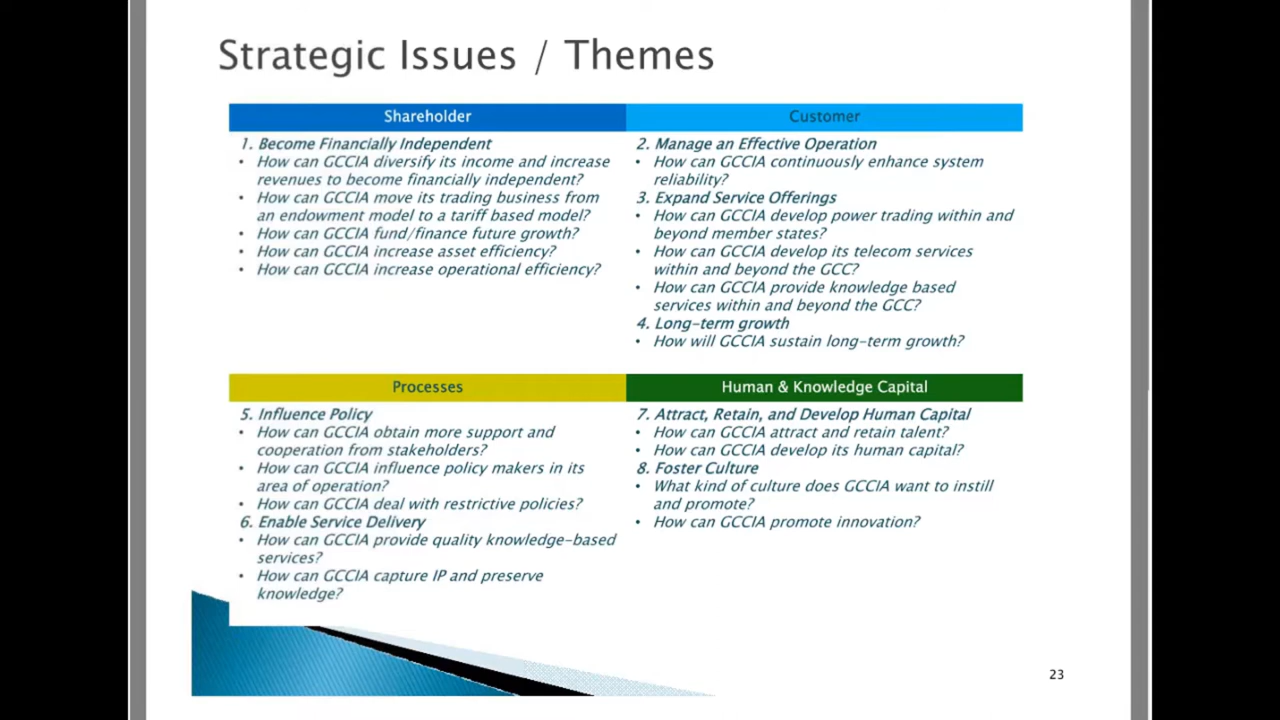 Strategic Issues / Themes
Shareholder
1. Become Financially Independent
• How can GCCIA diversify its income and increase
revenues to become financially independent?
• How can GCCIA move its trading business from
an endowment model to a tariff based model?
• How can GCCIA fund/finance future growth?
• How can GCCIA increase asset efficiency?
• How can GCCIA increase operational efficiency?
Customer
2. Manage an Effective Operation
• How can GCCIA continuously enhance system
reliability?
3. Expand Service Offerings
• How can GCCIA develop power trading within and
beyond member states?
• How can GCCIA develop its telecom services
within and beyond the GCC?
• How can GCCIA provide knowledge based
services within and beyond the GCC?
4. Long-term growth
• How will GCCIA sustain long-term growth?
Processes
5. Influence Policy
• How can GCCIA obtain more support and
cooperation from stakeholders?
• How can GCCIA influence policy makers in its
area of operation?
• How can GCCIA deal with restrictive policies?
6. Enable Service Delivery
• How can GCCIA provide quality knowledge-based
services?
• How can GCCIA capture IP and preserve
knowledge?
Human & Knowledge Capital
7. Attract, Retain, and Develop Human Capital
• How can GCCIA attract and retain talent?
• How can GCCIA develop its human capital?
8. Foster Culture
• What kind of culture does GCCIA want to instill
and promote?
• How can GCCIA promote innovation?
23